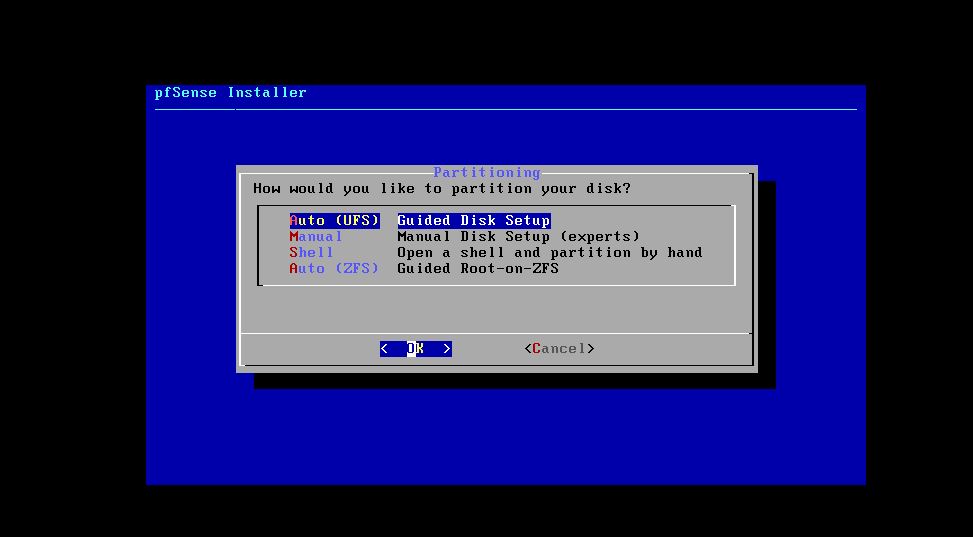 pfSense Installer
Partitioning
How would you like to partition your disk?
Auto (UFS) Guided Disk Setup
Manual Manual Disk Setup (experts)
Shell Open a shell and partition by hand
Auto (ZFS) Guided Root-on-ZFS
< OK > <Cancel>